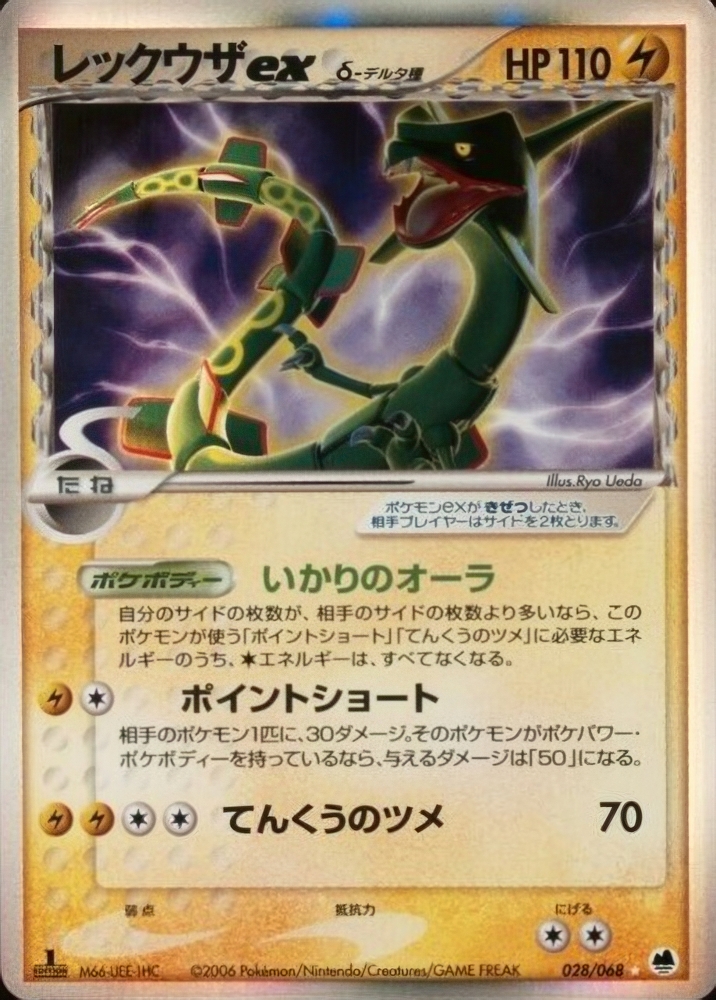 レックウザex δ-デルタ種 HP 110
たね
Illus.Ryo Ueda
ポケモンexが きぜつしたとき、
相手プレイヤーはサイドを2枚とります。
ポケボディー いかりのオーラ
自分のサイドの枚数が、相手のサイドの枚数より多いなら、この
ポケモンが使う「ポイントショート」「てんくうのツメ」に必要なエネ
ルギーのうち、エネルギーは、すべてなくなる。
ポイントショート
相手のポケモン1匹に、30ダメージ。そのポケモンがポケパワー・
ポケボディーを持っているなら、与えるダメージは「50」になる。
てんくうのツメ 70
弱点 抵抗力 にげる
1 EDITION M66-UEE-1HC ©2006 Pokémon/Nintendo/Creatures/GAME FREAK 028/068 ★